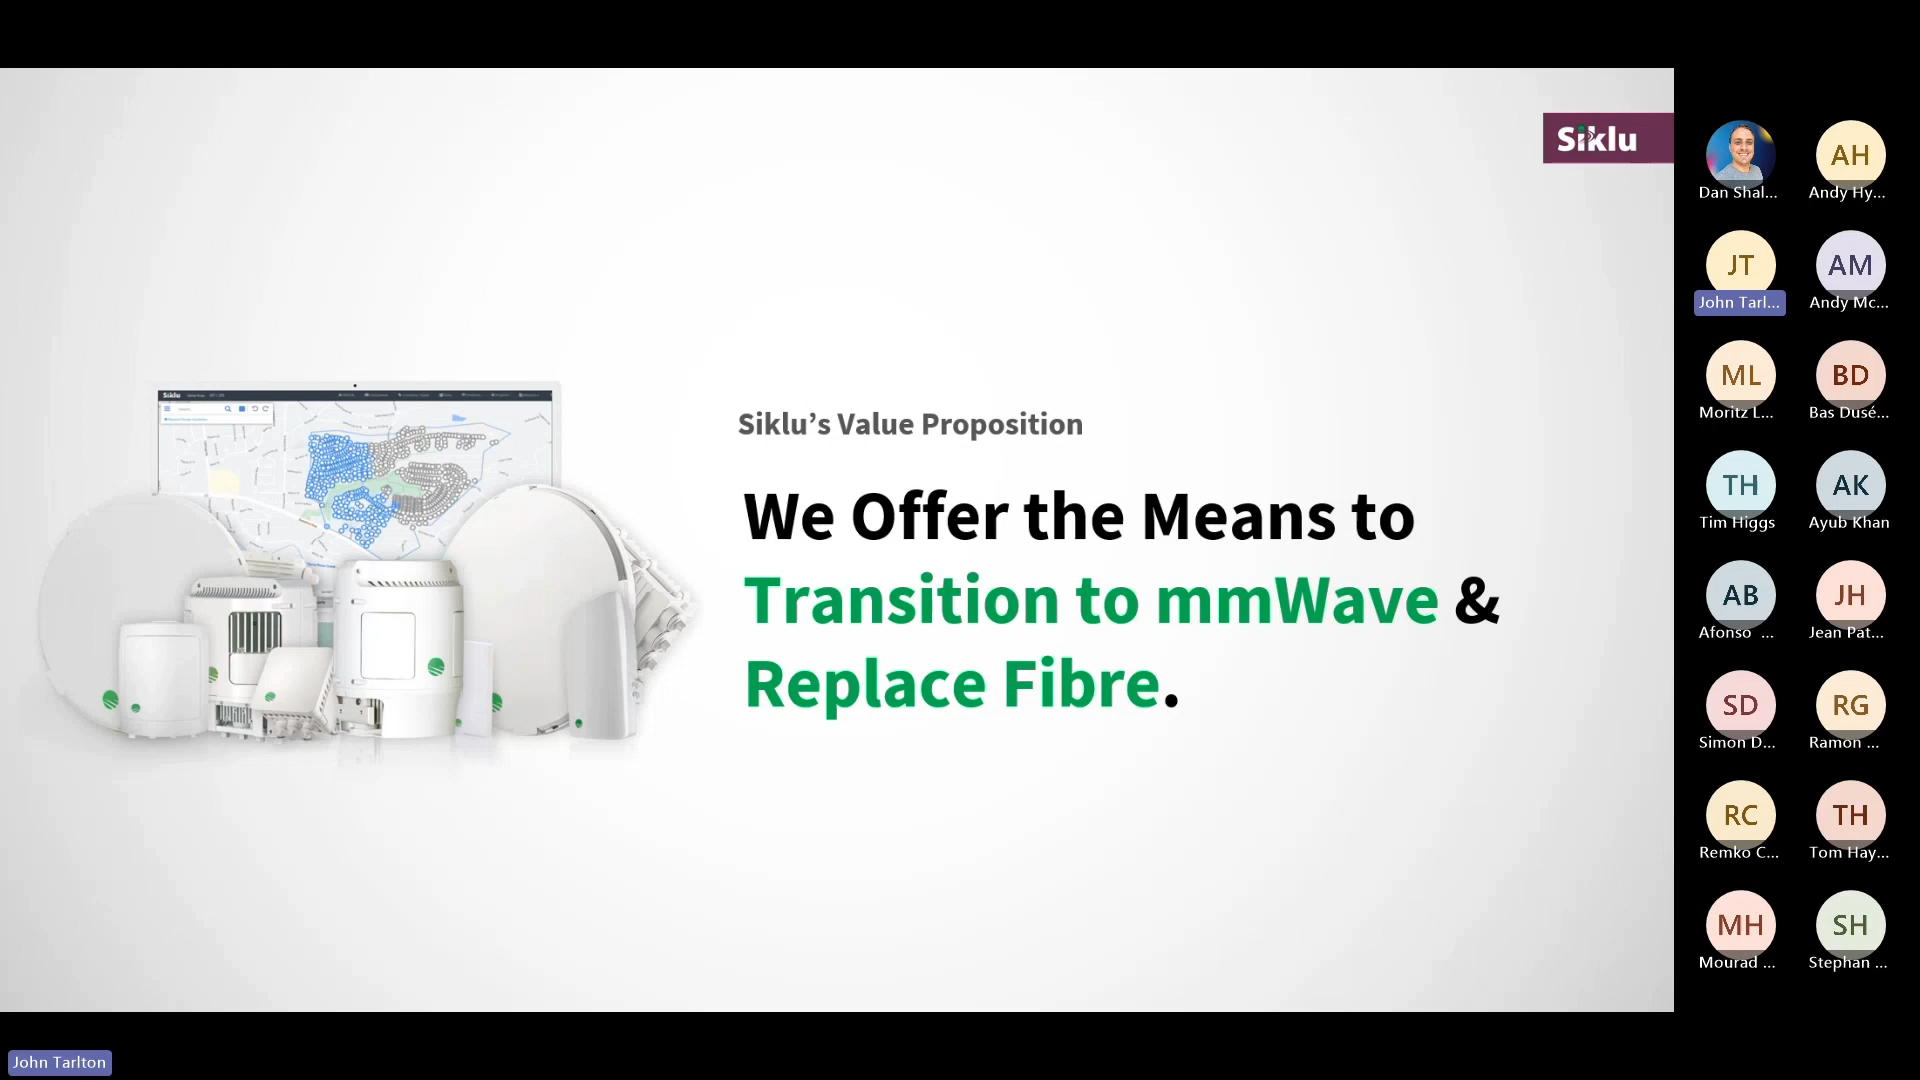 Siklu
Siklu
Siklu's Value Proposition
We Offer the Means to
Transition to mmWave &
Replace Fibre.
Dan Shal...
AH
Andy Hy...
JT
John Tarl...
AM
Andy Mc...
ML
Moritz L...
BD
Bas Dusé...
TH
Tim Higgs
AK
Ayub Khan
AB
Afonso ...
JH
Jean Pat...
SD
Simon D...
RG
Ramon ...
RC
Remko C...
TH
Tom Hay...
MH
Mourad ...
SH
Stephan ...
John Tarlton